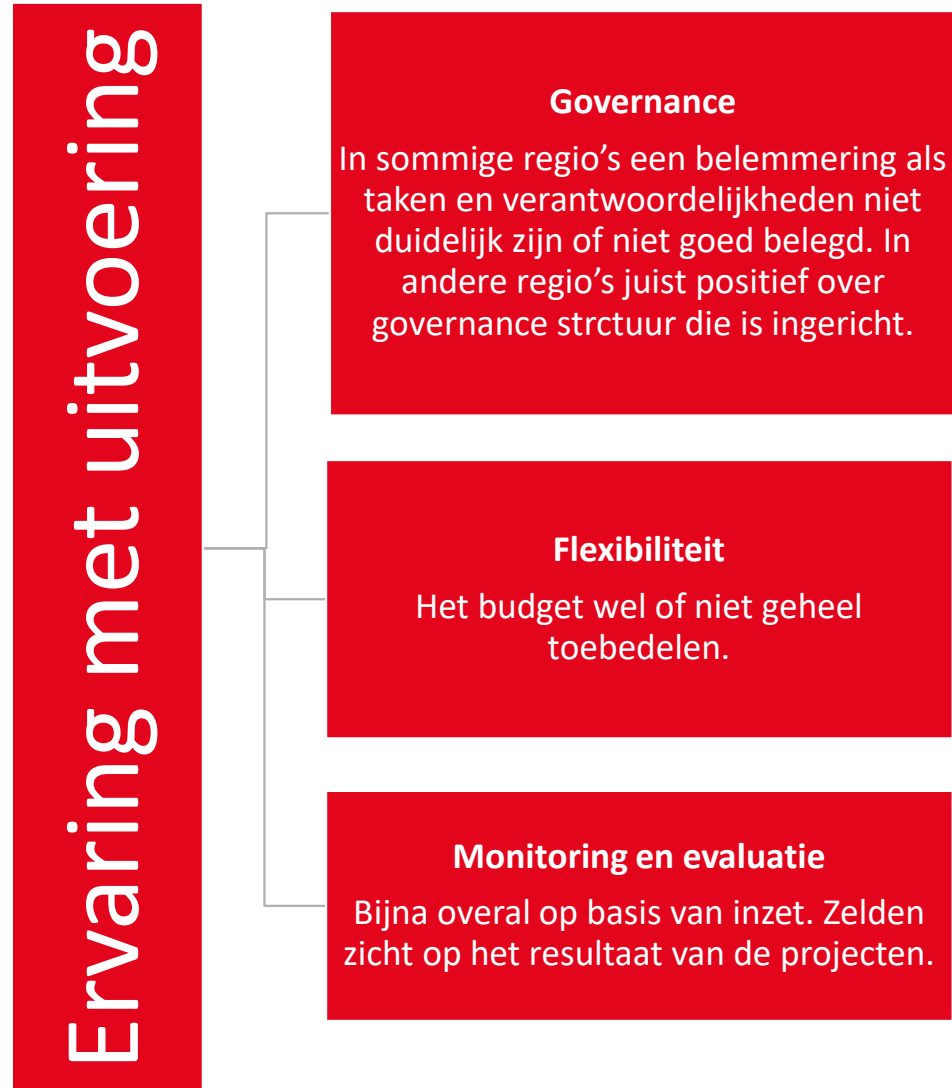 Ervaring met uitvoering
Governance
In sommige regio’s een belemmering als
taken en verantwoordelijkheden niet
duidelijk zijn of niet goed belegd. In
andere regio’s juist positief over
governance strctuur die is ingericht.
Flexibiliteit
Het budget wel of niet geheel
toebedelen.
Monitoring en evaluatie
Bijna overal op basis van inzet. Zelden
zicht op het resultaat van de projecten.